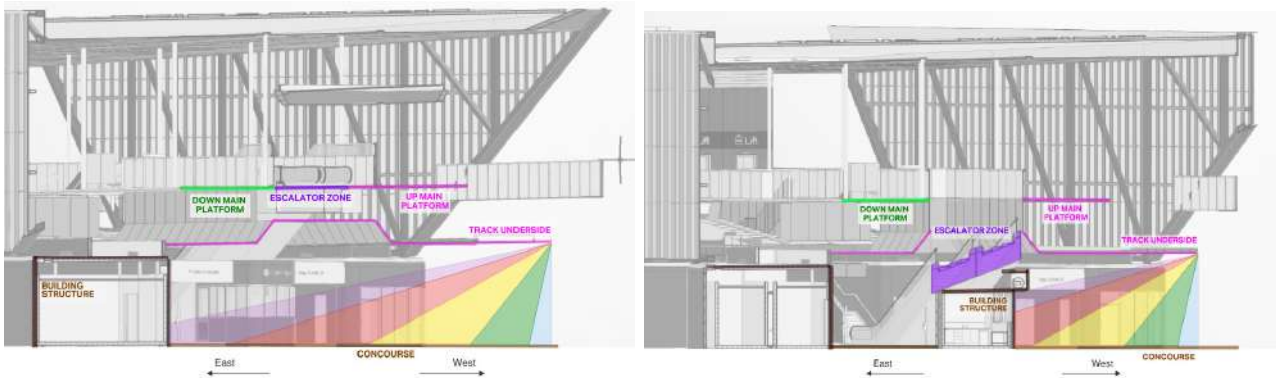 DOWN MAIN
PLATFORM
ESCALATOR ZONE
UP MAIN
PLATFORM
TRACK UNDERSIDE
BUILDING
STRUCTURE
CONCOURSE
East
West
Lift
DOWN MAIN
PLATFORM
ESCALATOR ZONE
UP MAIN
PLATFORM
TRACK UNDERSIDE
BUILDING
STRUCTURE
CONCOURSE
East
West